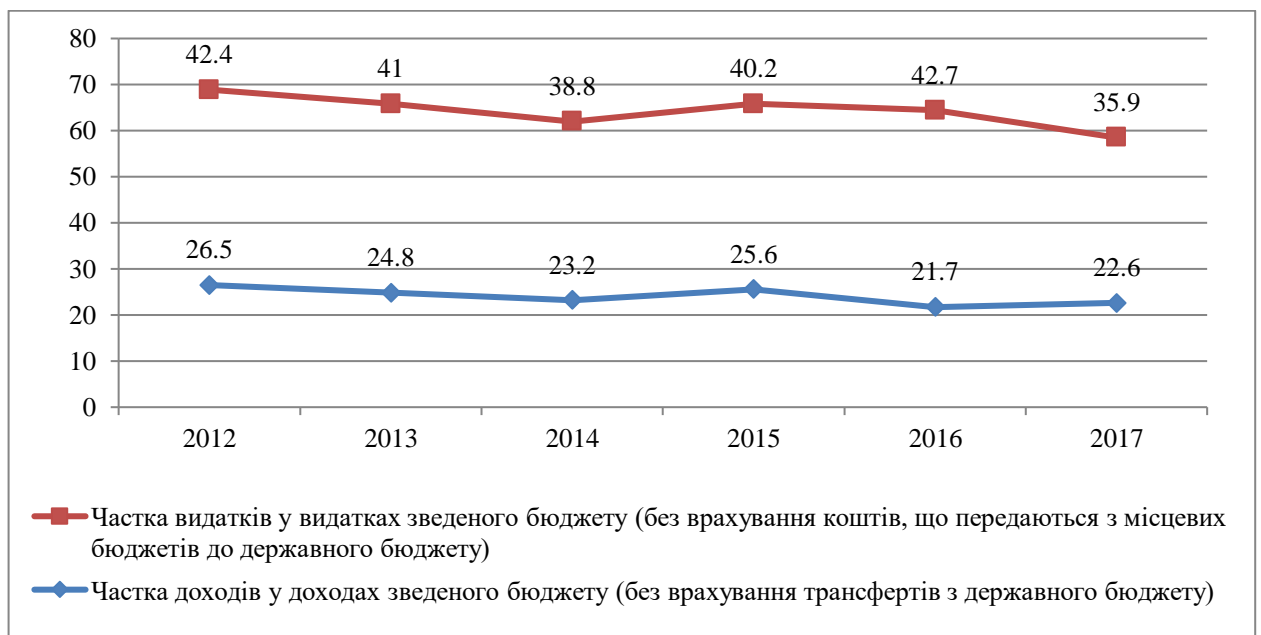 80
70
60
50
40
30
20
10
0
42.4 41 38.8 40.2 42.7 35.9
26.5 24.8 23.2 25.6 21.7 22.6
2012 2013 2014 2015 2016 2017
Частка видатків у видатках зведеного бюджету (без врахування коштів, що передаються з місцевих
бюджетів до державного бюджету)
Частка доходів у доходах зведеного бюджету (без врахування трансфертів з державного бюджету)